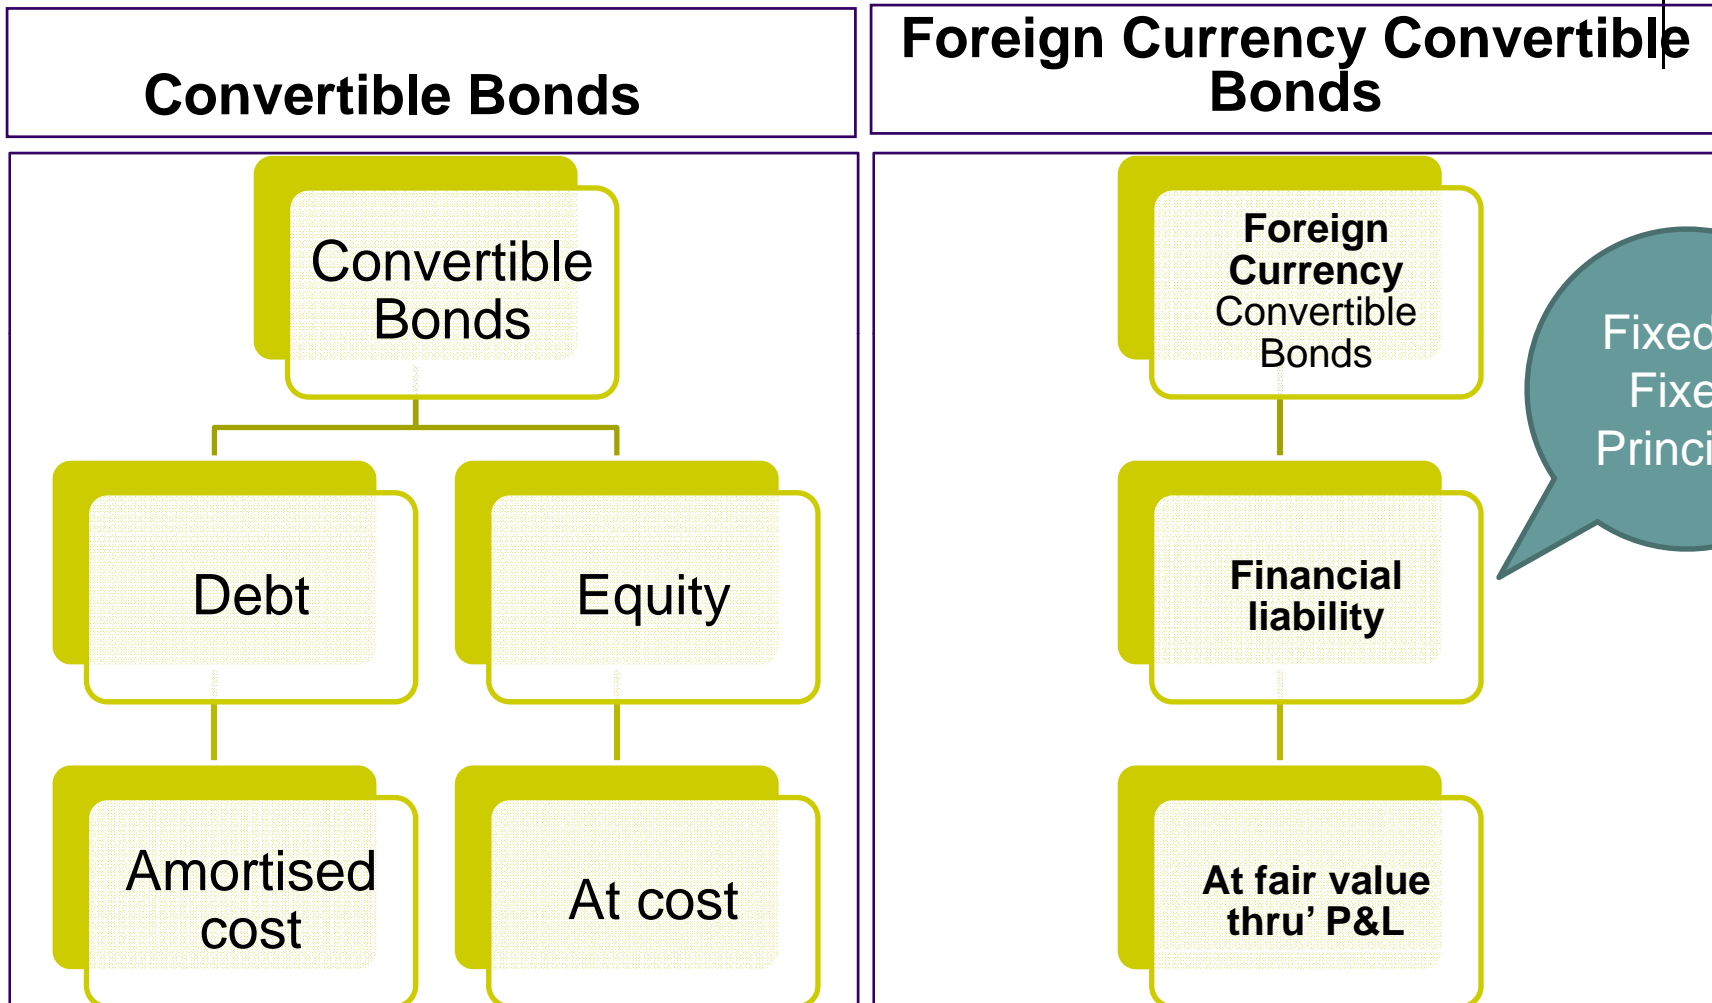 Convertible Bonds
Foreign Currency Convertible
Bonds
Convertible
Bonds
Debt
Equity
Amortised
cost
At cost
Foreign
Currency
Convertible
Bonds
Financial
liability
At fair value
thru’ P&L
Fixed